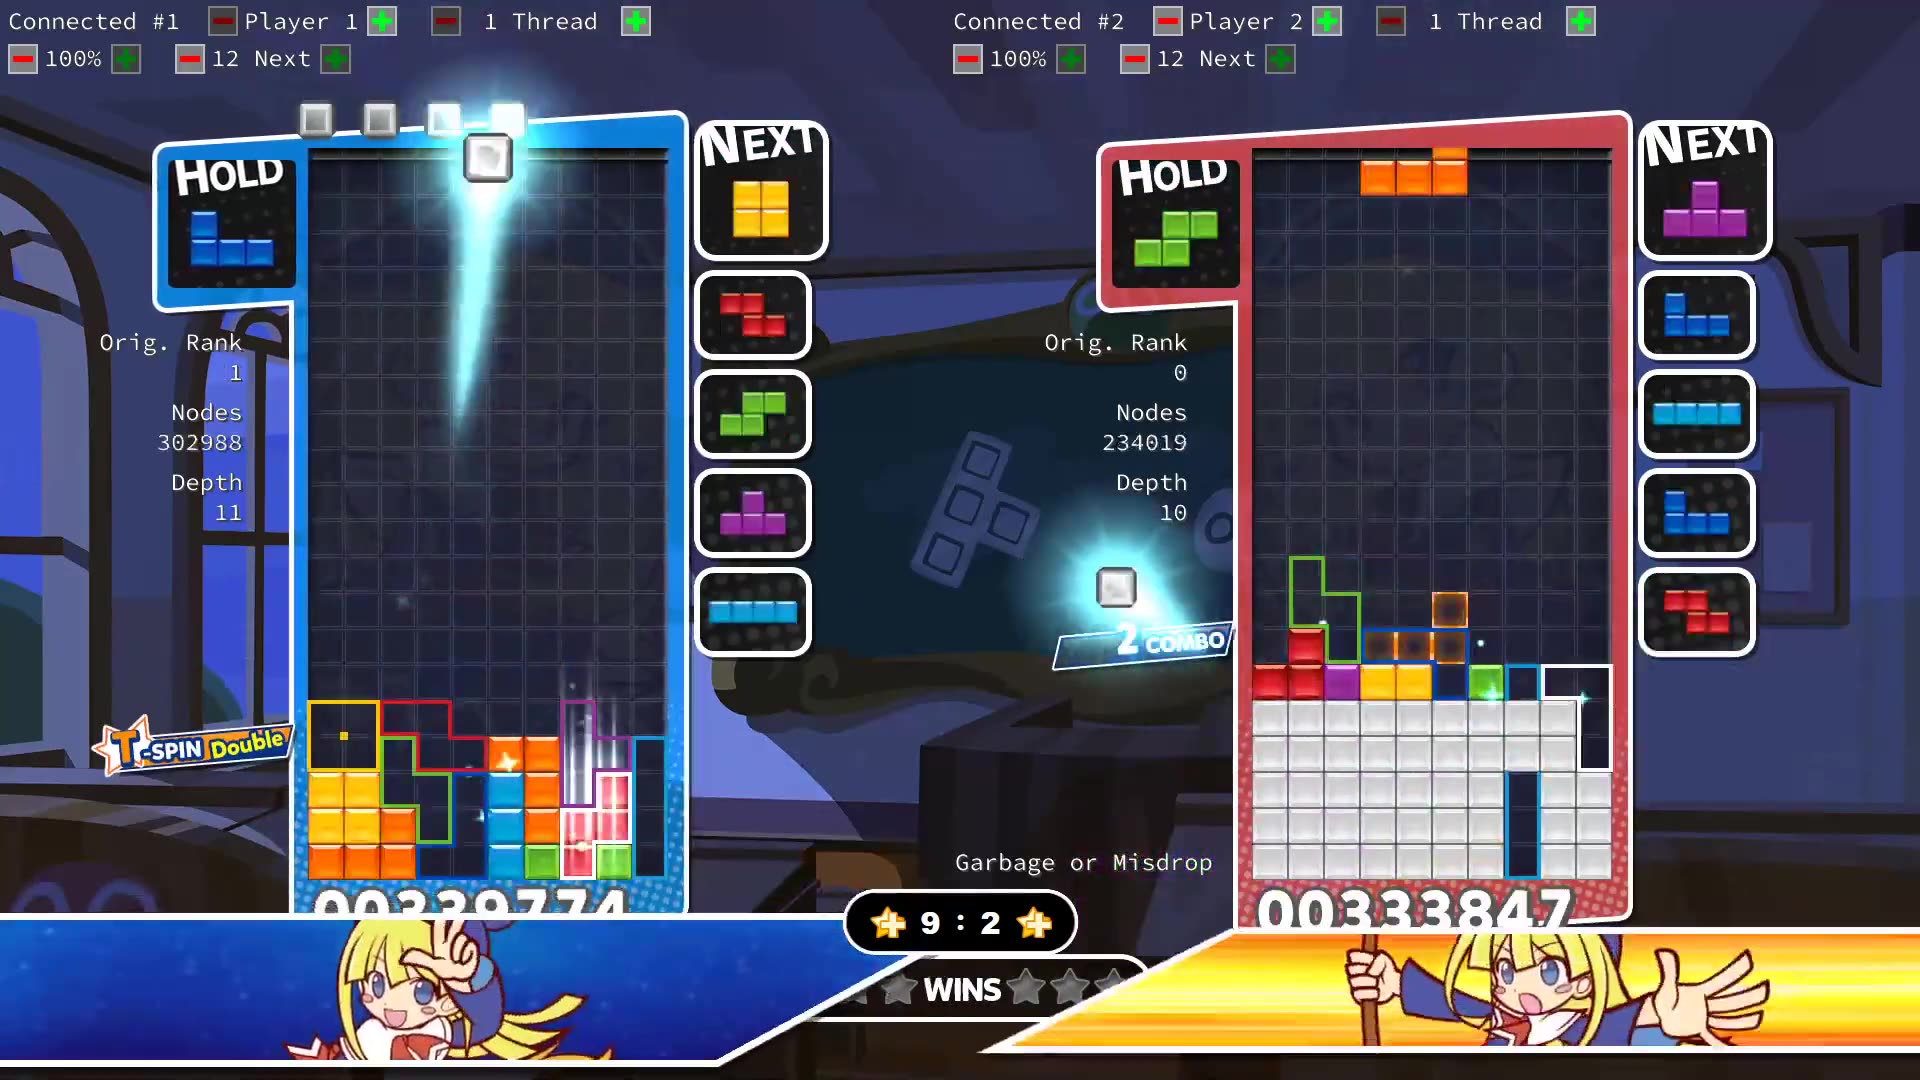 Connected #1
Player 1
1 Thread
100%
12 Next
Connected #2
Player 2
1 Thread
100%
12 Next
HOLD
NEXT
Orig. Rank
1
Nodes
302988
Depth
11
T-SPIN Double
00339774
HOLD
NEXT
Orig. Rank
0
Nodes
234019
Depth
10
2 COMBO
Garbage or Misdrop
00333847
9 : 2
WINS